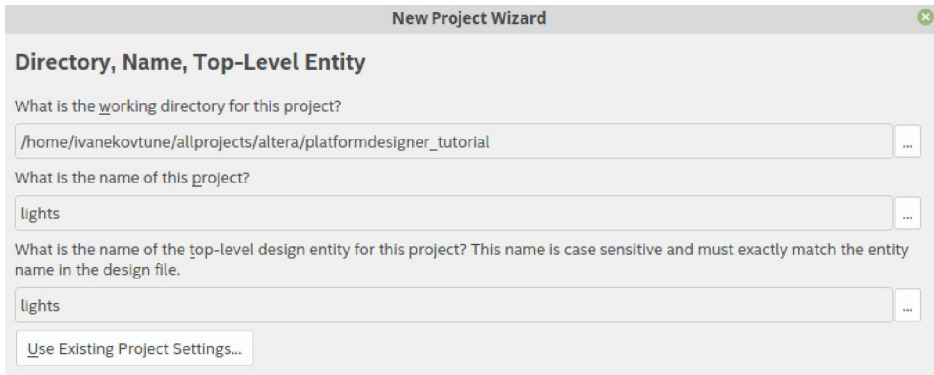 New Project Wizard
Directory, Name, Top-Level Entity
What is the working directory for this project?
/home/ivanekovtune/allprojects/altera/platformdesigner_tutorial
...
What is the name of this project?
lights
...
What is the name of the top-level design entity for this project? This name is case sensitive and must exactly match the entity
name in the design file.
lights
...
Use Existing Project Settings...